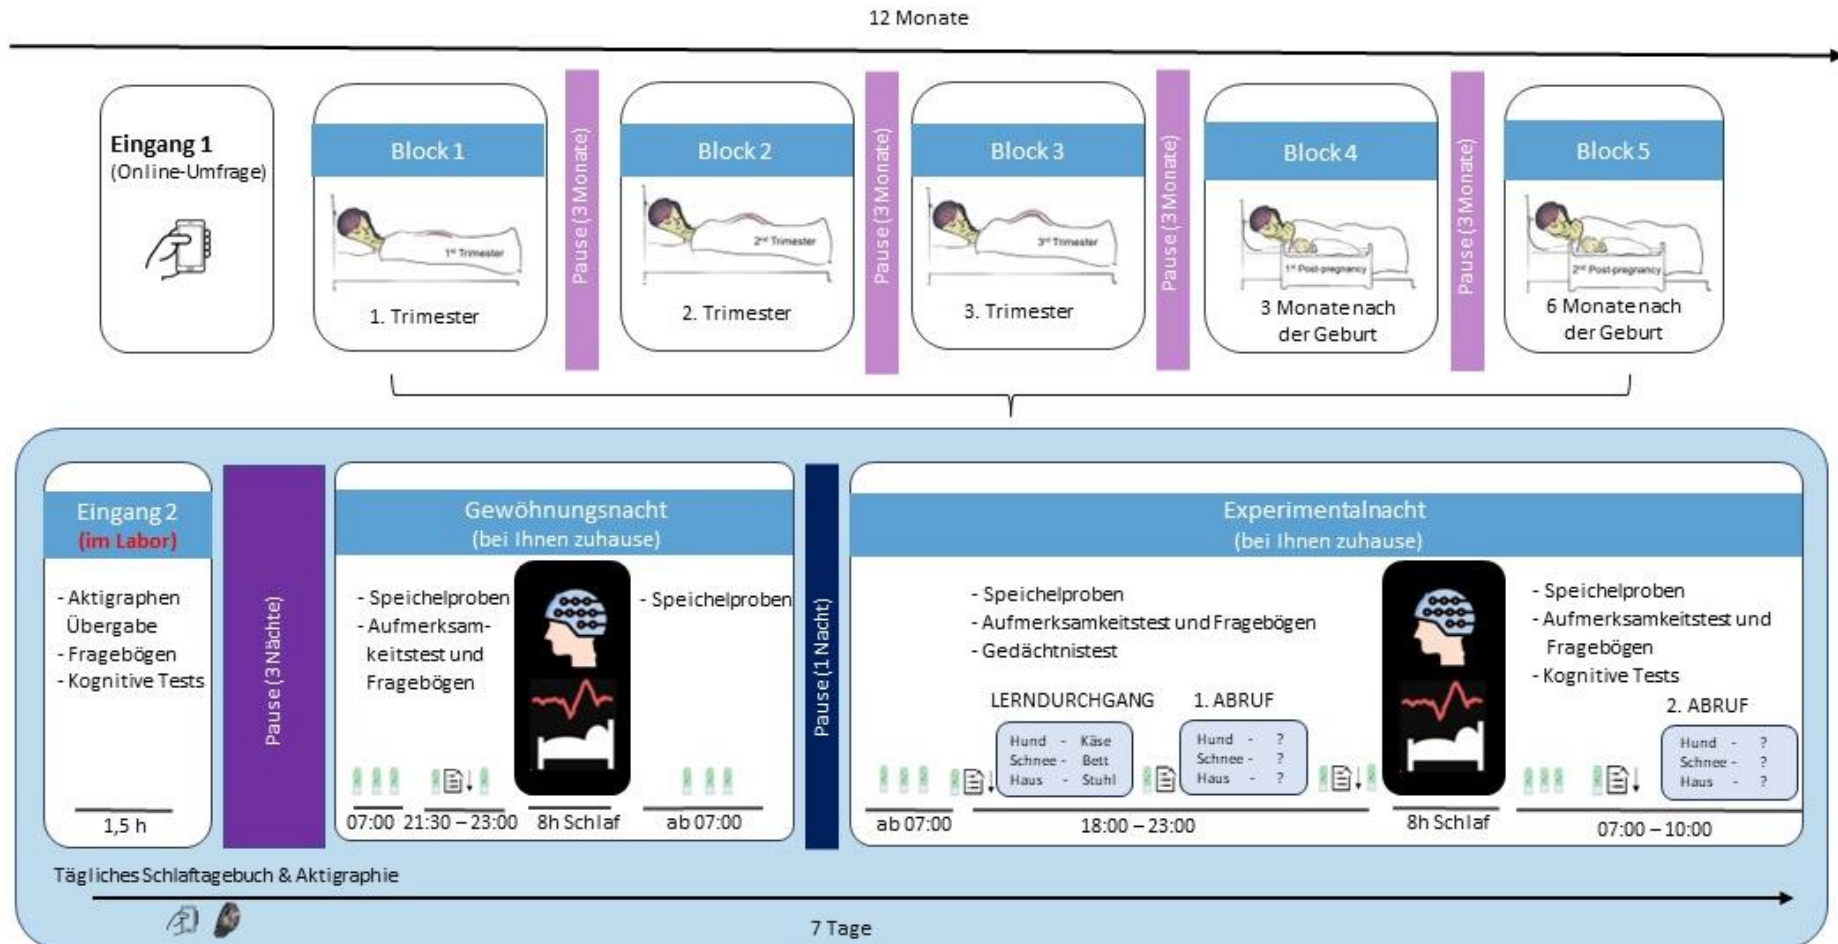 12 Monate
Eingang 1
(Online-Umfrage)
Block 1
1st Trimester
1. Trimester
Pause (3 Monate)
Block 2
2nd Trimester
2. Trimester
Pause (3 Monate)
Block 3
3rd Trimester
3. Trimester
Pause (3 Monate)
Block 4
1st Post-pregnancy
3 Monate nach
der Geburt
Pause (3 Monate)
Block 5
2nd Post-pregnancy
6 Monate nach
der Geburt
Eingang 2
(im Labor)
- Aktigraphen
Übergabe
- Fragebögen
- Kognitive Tests
1,5 h
Pause (3 Nächte)
Gewöhnungsnacht
(bei Ihnen zuhause)
- Speichelproben
- Aufmerksam-
keitstest und
Fragebögen
- Speichelproben
07:00
21:30 – 23:00
8h Schlaf
ab 07:00
Pause (1 Nacht)
Experimentalnacht
(bei Ihnen zuhause)
- Speichelproben
- Aufmerksamkeitstest und Fragebögen
- Gedächtnistest
LERNDURCHGANG
Hund - Käse
Schnee - Bett
Haus - Stuhl
1. ABRUF
Hund - ?
Schnee - ?
Haus - ?
- Speichelproben
- Aufmerksamkeitstest und
Fragebögen
- Kognitive Tests
2. ABRUF
Hund - ?
Schnee - ?
Haus - ?
ab 07:00
18:00 – 23:00
8h Schlaf
07:00 – 10:00
Tägliches Schlaftagebuch & Aktigraphie
7 Tage